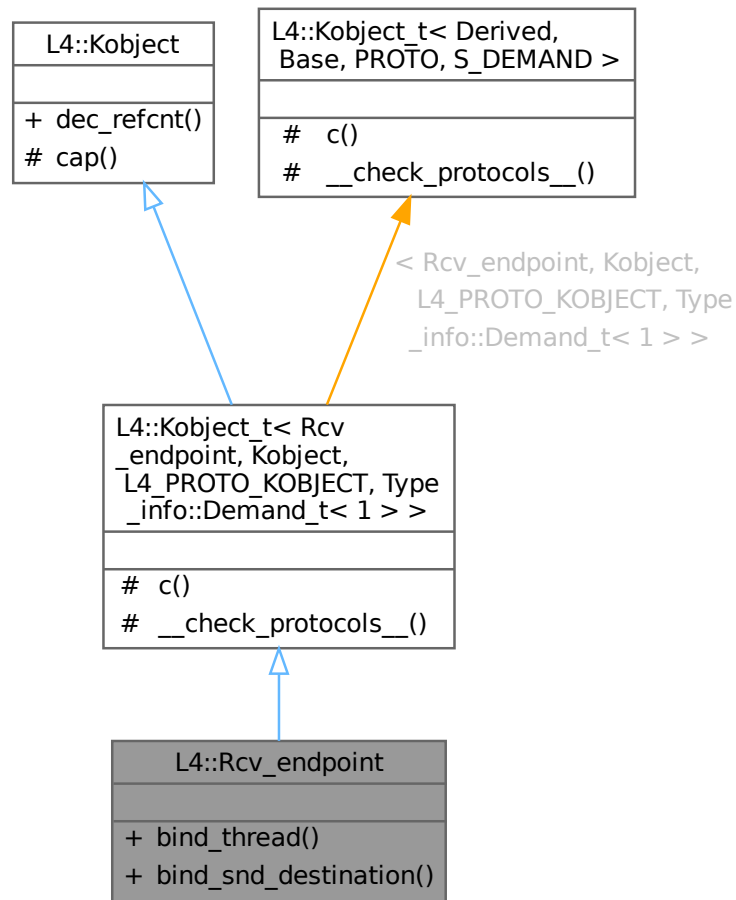 L4::Kobject
+ dec_refcnt()
# cap()
L4::Kobject_t< Derived,
Base, PROTO, S_DEMAND >
# c()
# __check_protocols__()
< Rcv_endpoint, Kobject,
L4_PROTO_KOBJECT, Type
_info::Demand_t< 1 > >
L4::Kobject_t< Rcv
_endpoint, Kobject,
L4_PROTO_KOBJECT, Type
_info::Demand_t< 1 > >
# c()
# __check_protocols__()
L4::Rcv_endpoint
+ bind_thread()
+ bind_snd_destination()